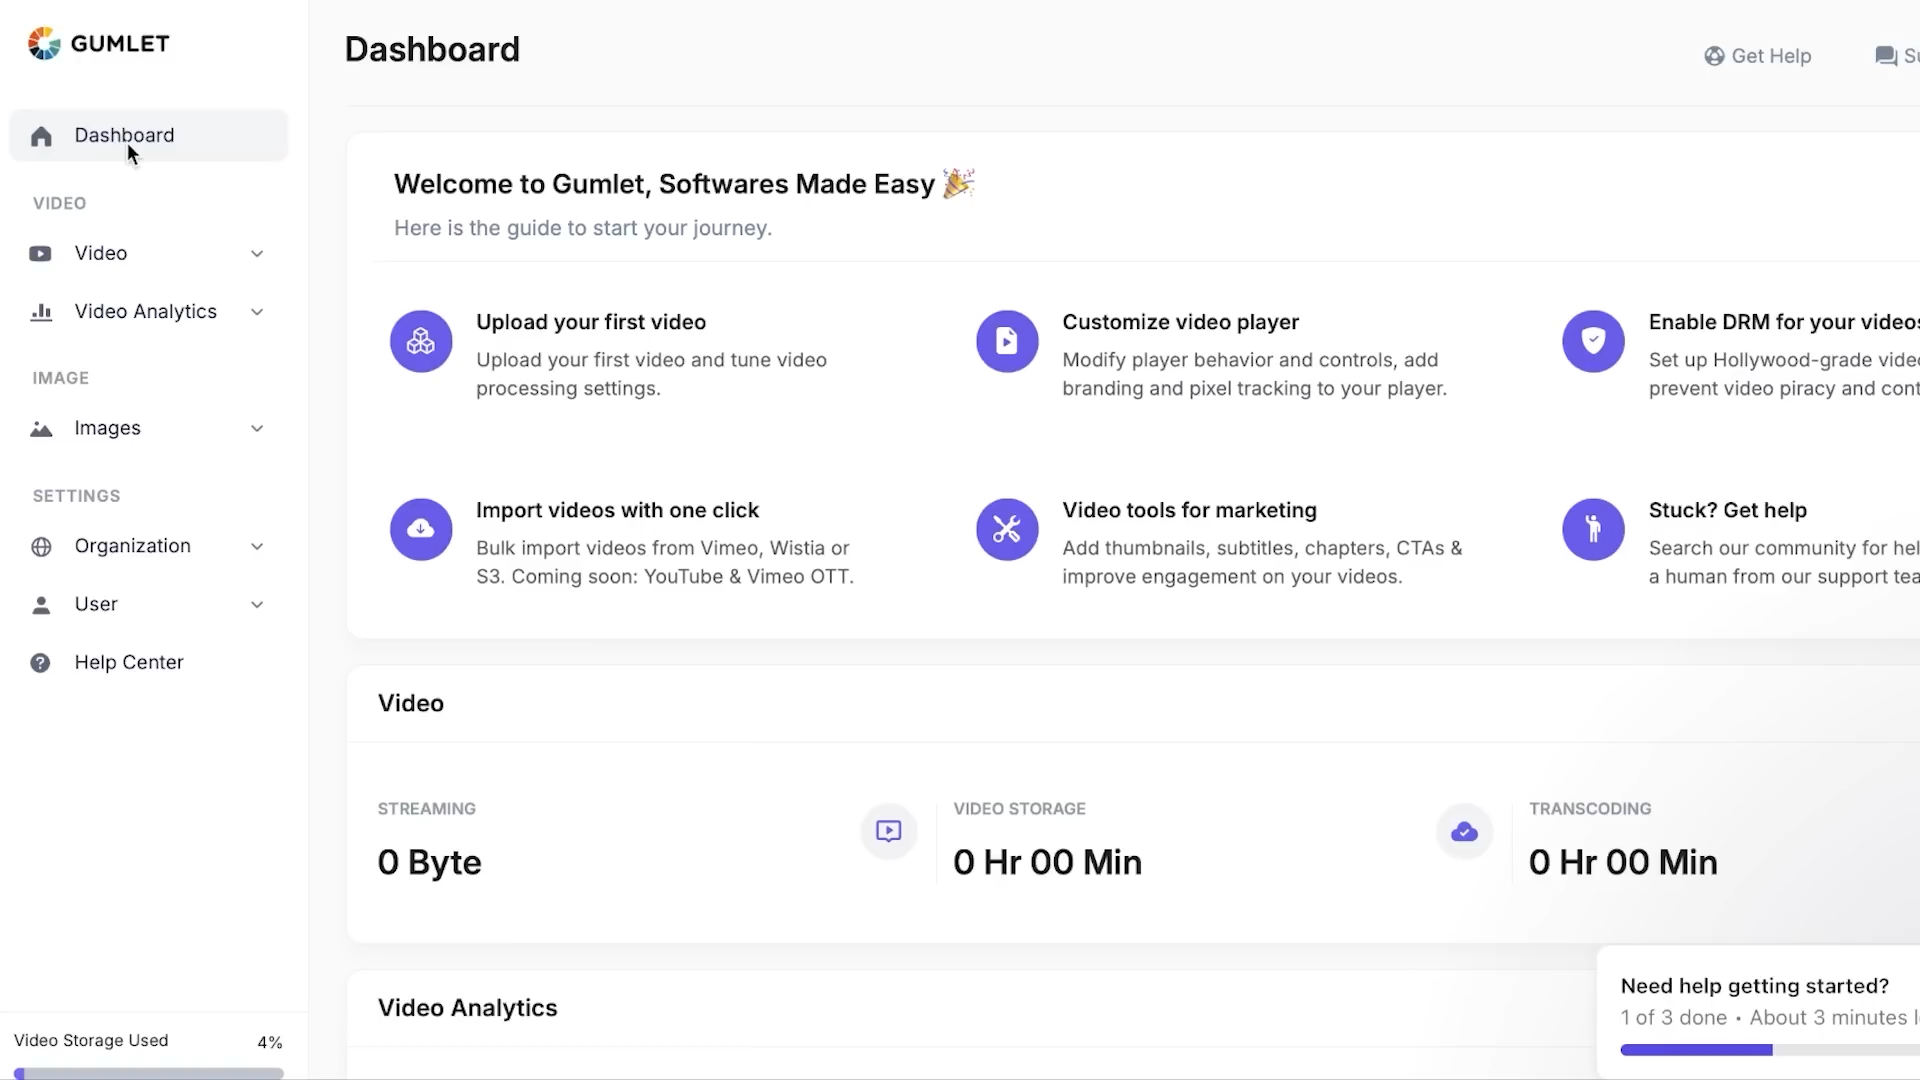 GUMLET
Dashboard
VIDEO
Video
Video Analytics
IMAGE
Images
SETTINGS
Organization
User
Help Center
Video Storage Used
4%
Dashboard
Get Help
Welcome to Gumlet, Softwares Made Easy 🎉
Here is the guide to start your journey.
Upload your first video
Upload your first video and tune video
processing settings.
Customize video player
Modify player behavior and controls, add
branding and pixel tracking to your player.
Enable DRM for your videos
Set up Hollywood-grade
prevent video piracy and
Import videos with one click
Bulk import videos from Vimeo, Wistia or
S3. Coming soon: YouTube & Vimeo OTT.
Video tools for marketing
Add thumbnails, subtitles, chapters, CTAs &
improve engagement on your videos.
Stuck? Get help
Search our community for
a human from our support
Video
STREAMING
0 Byte
VIDEO STORAGE
0 Hr 00 Min
TRANSCODING
0 Hr 00 Min
Video Analytics
Need help getting started?
1 of 3 done • About 3 minutes